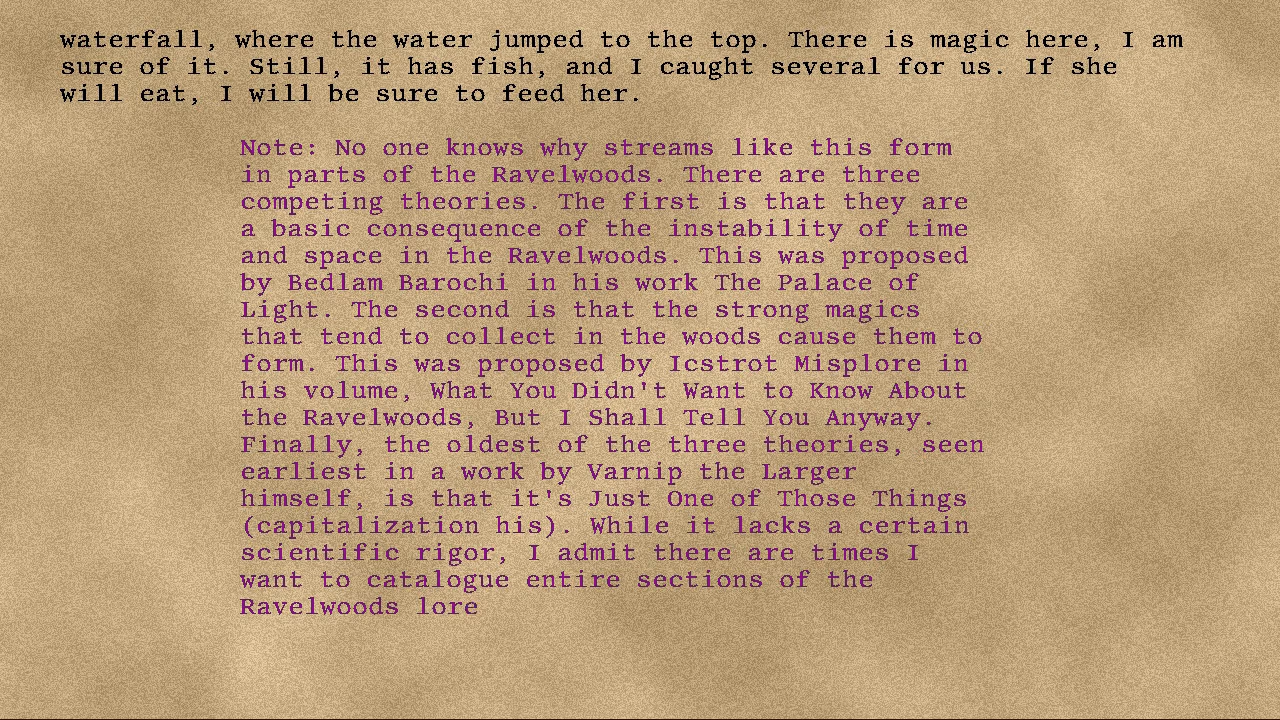 waterfall, where the water jumped to the top. There is magic here, I am
sure of it. Still, it has fish, and I caught several for us. If she
will eat, I will be sure to feed her.
Note: No one knows why streams like this form
in parts of the Ravelwoods. There are three
competing theories. The first is that they are
a basic consequence of the instability of time
and space in the Ravelwoods. This was proposed
by Bedlam Barochi in his work The Palace of
Light. The second is that the strong magics
that tend to collect in the woods cause them to
form. This was proposed by Icstrot Misplore in
his volume, What You Didn't Want to Know About
the Ravelwoods, But I Shall Tell You Anyway.
Finally, the oldest of the three theories, seen
earliest in a work by Varnip the Larger
himself, is that it's Just One of Those Things
(capitalization his). While it lacks a certain
scientific rigor, I admit there are times I
want to catalogue entire sections of the
Ravelwoods lore